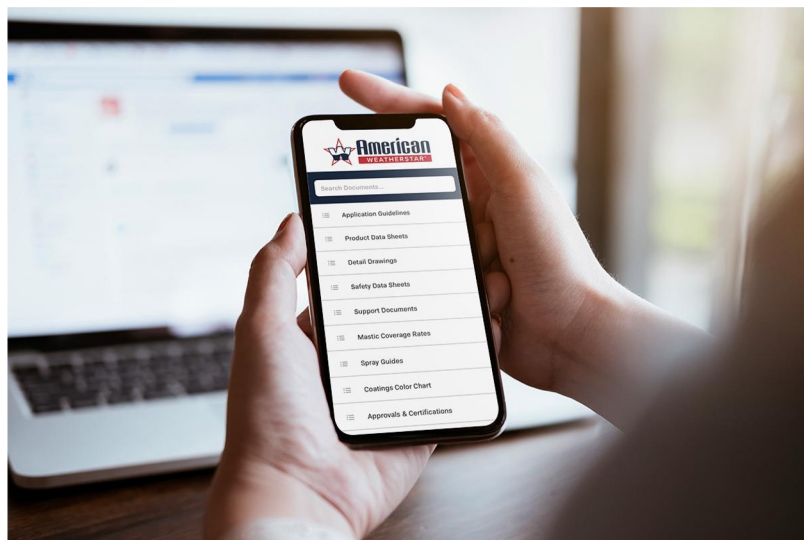 American
WEATHERSTAR®
Search Documents...
Application Guidelines
Product Data Sheets
Detail Drawings
Safety Data Sheets
Support Documents
Mastic Coverage Rates
Spray Guides
Coatings Color Chart
Approvals & Certifications